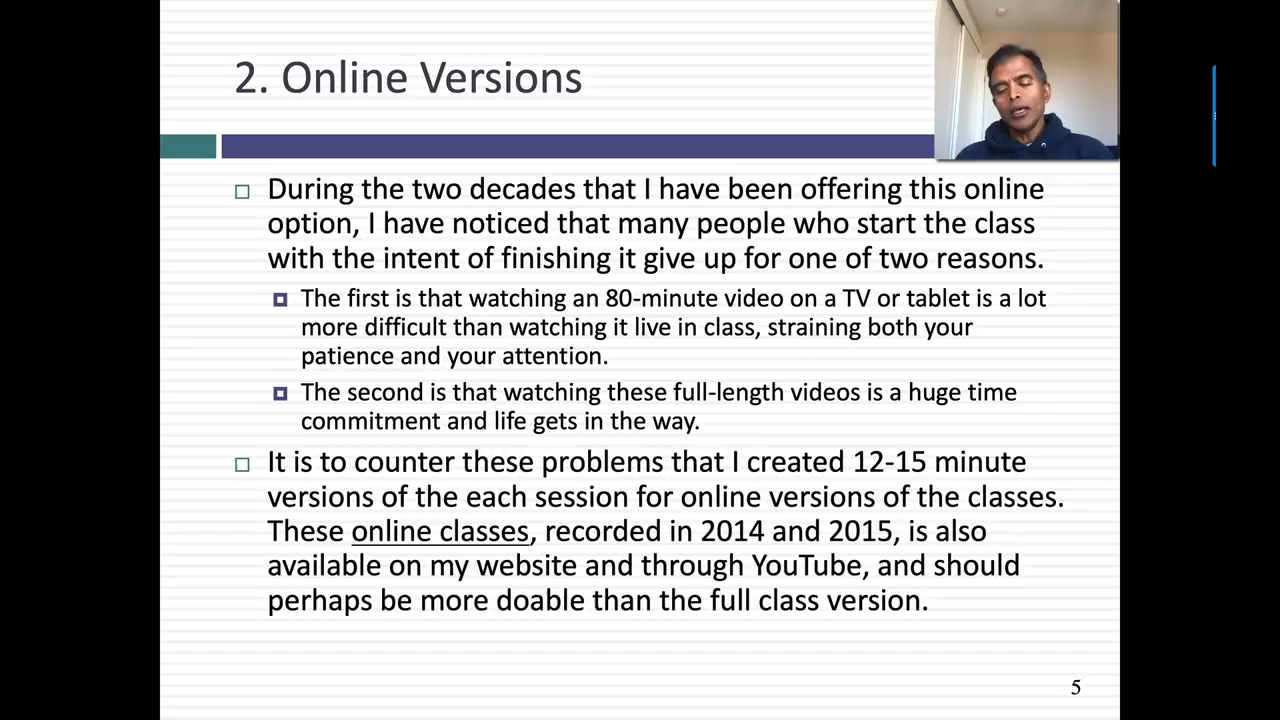 2. Online Versions
During the two decades that I have been offering this online
option, I have noticed that many people who start the class
with the intent of finishing it give up for one of two reasons.
The first is that watching an 80-minute video on a TV or tablet is a lot
more difficult than watching it live in class, straining both your
patience and your attention.
The second is that watching these full-length videos is a huge time
commitment and life gets in the way.
It is to counter these problems that I created 12-15 minute
versions of the each session for online versions of the classes.
These online classes, recorded in 2014 and 2015, is also
available on my website and through YouTube, and should
perhaps be more doable than the full class version.
5